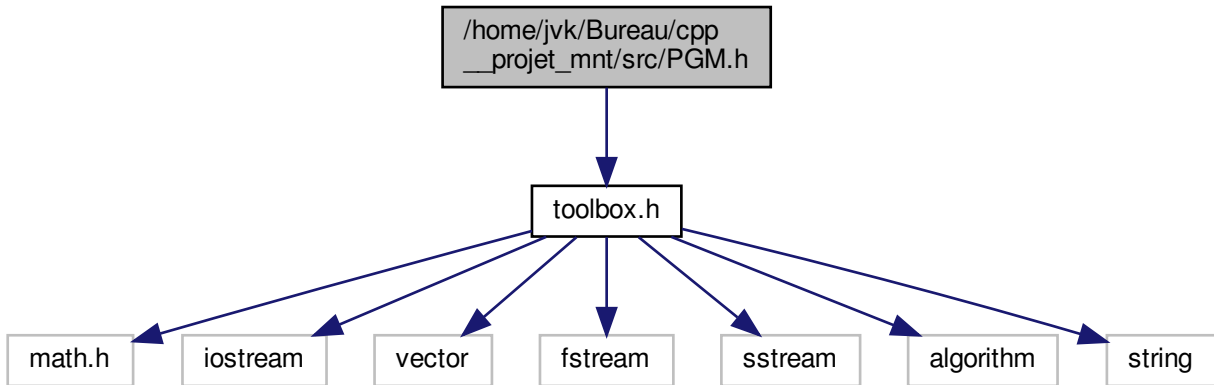 /home/jvk/Bureau/cpp
__projet_mnt/src/PGM.h
toolbox.h
math.h
iostream
vector
fstream
sstream
algorithm
string